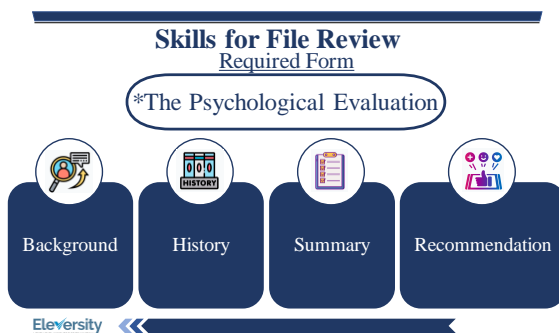 Skills for File Review
Required Form
*The Psychological Evaluation
HISTORY
Background
History
Summary
Recommendation
Eleversity